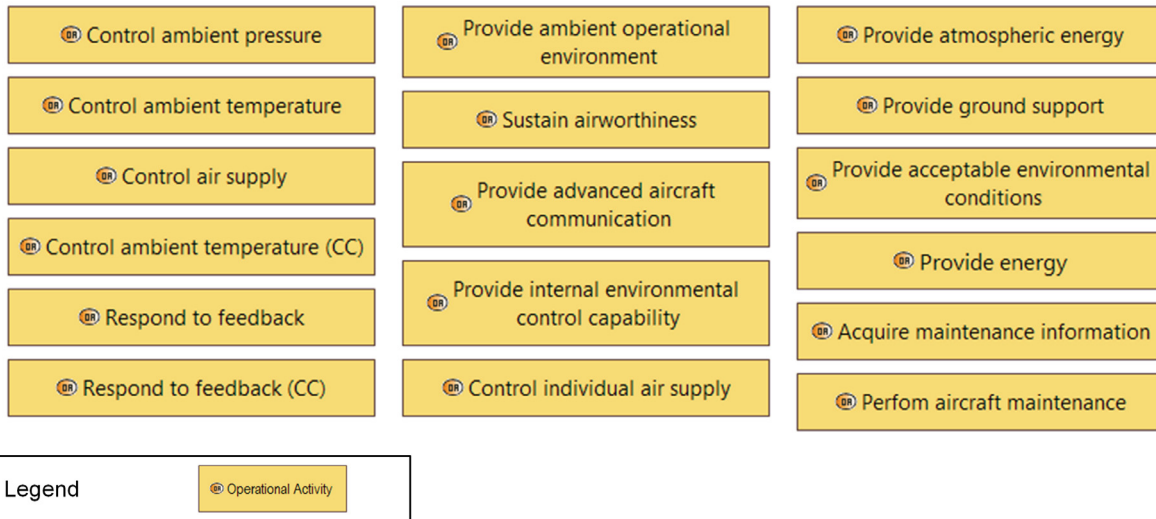 Control ambient pressure
Control ambient temperature
Control air supply
Control ambient temperature (CC)
Respond to feedback
Respond to feedback (CC)
Provide ambient operational
environment
Sustain airworthiness
Provide advanced aircraft
communication
Provide internal environmental
control capability
Control individual air supply
Provide atmospheric energy
Provide ground support
Provide acceptable environmental
conditions
Provide energy
Acquire maintenance information
Perfom aircraft maintenance
Legend
OA Operational Activity